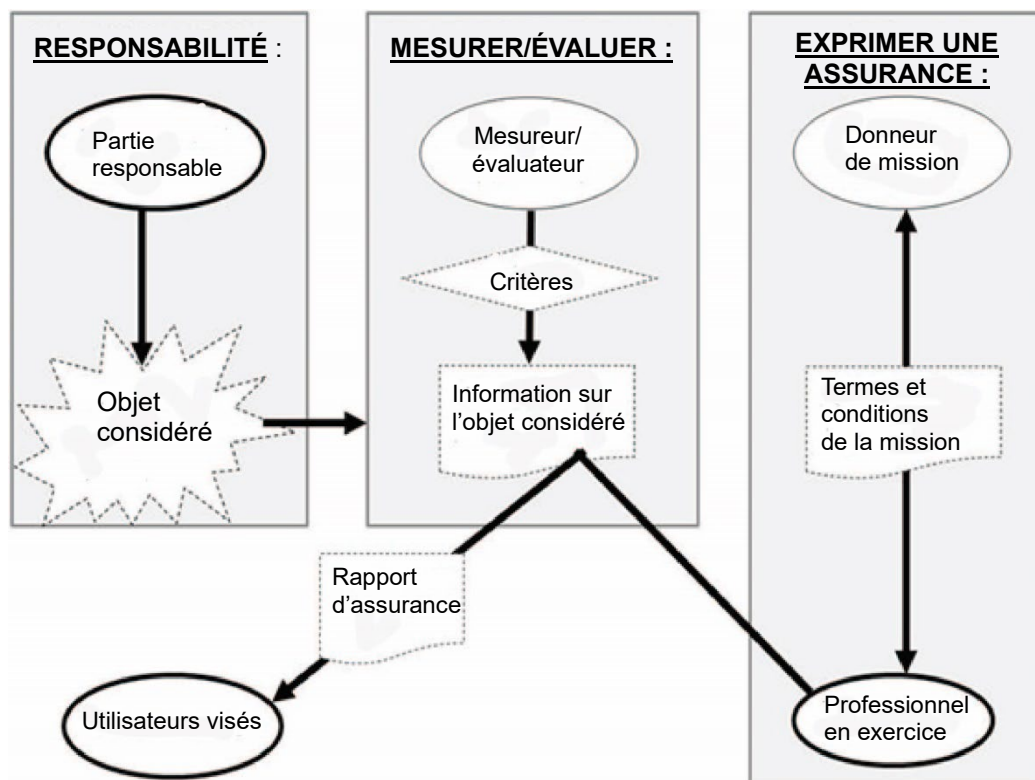 RESPONSABILITÉ :
Partie
responsable
Objet
considéré
MESURER/ÉVALUER :
Mesureur/
évaluateur
Critères
Information sur
l’objet considéré
EXPRIMER UNE
ASSURANCE :
Donneur
de mission
Termes et
conditions
de la mission
Rapport
d’assurance
Utilisateurs visés
Professionnel
en exercice